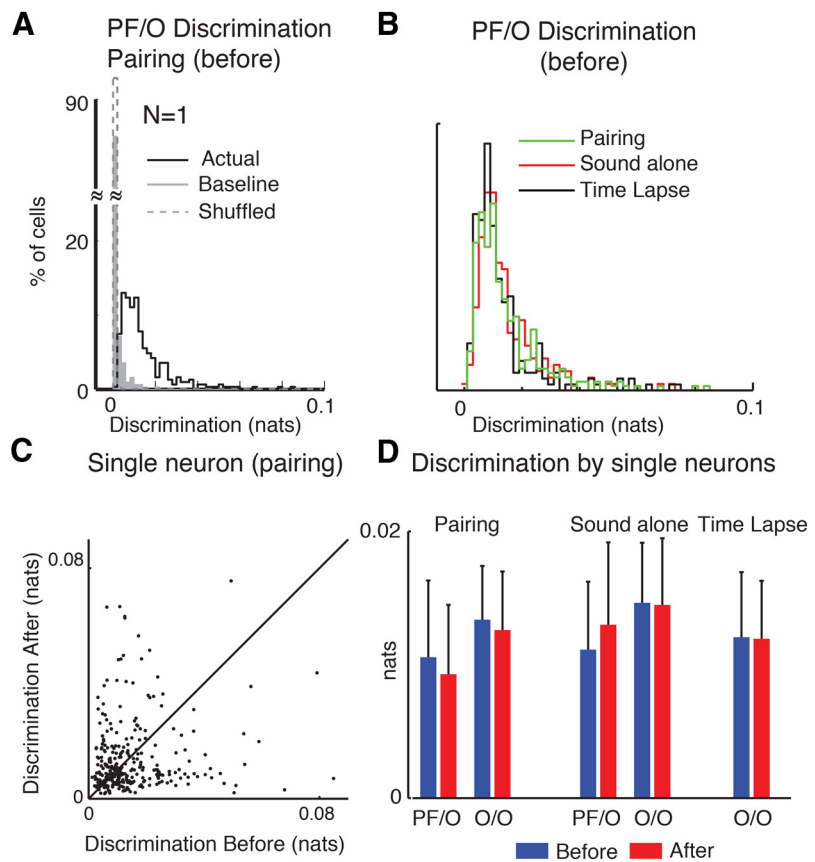 A
PF/O Discrimination
Pairing (before)
90
N=1
Actual
Baseline
Shuffled
≈ ≈
% of cells
20
0
0
0.1
Discrimination (nats)
B
PF/O Discrimination
(before)
Pairing
Sound alone
Time Lapse
0
0.1
Discrimination (nats)
C
Single neuron (pairing)
Discrimination After (nats)
0.08
0
0
0.08
Discrimination Before (nats)
D
Discrimination by single neurons
0.02
Pairing
Sound alone
Time Lapse
nats
0
PF/O
O/O
PF/O
O/O
O/O
Before
After